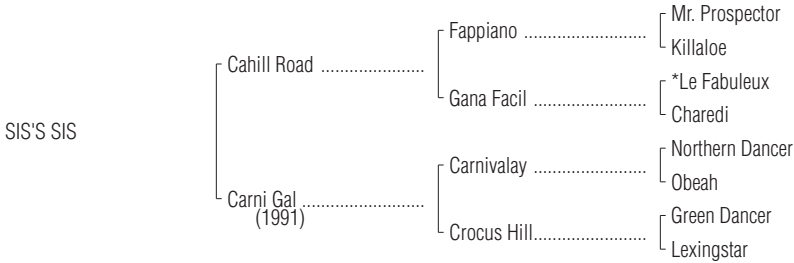 Mr. Prospector
Fappiano ..........................
Killaloe
Cahill Road ......................
*Le Fabuleux
Gana Facil ........................
Charedi
SIS'S SIS
Northern Dancer
Carnivalay ........................
Obeah
Carni Gal ..........................
(1991)
Green Dancer
Crocus Hill........................
Lexingstar